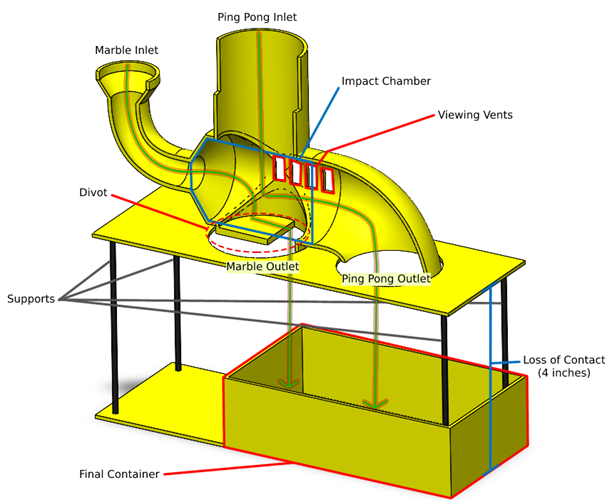 Ping Pong Inlet
Marble Inlet
Impact Chamber
Viewing Vents
Divot
Marble Outlet
Ping Pong Outlet
Supports
Loss of Contact
(4 inches)
Final Container